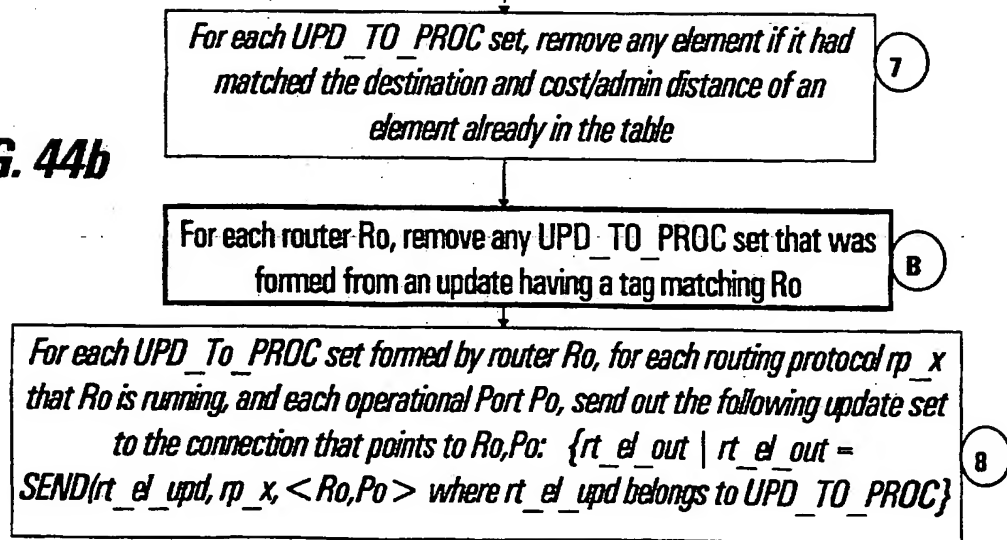 For each UPD_TO_PROC set, remove any element if it had
matched the destination and cost/admin distance of an
element already in the table
7
G. 44b
For each router Ro, remove any UPD_TO_PROC set that was
formed from an update having a tag matching Ro
B
For each UPD_To_PROC set formed by router Ro, for each routing protocol rp_x
that Ro is running, and each operational Port Po, send out the following update set
to the connection that points to Ro,Po: {rt_el_out | rt_el_out =
SEND(rt_el_upd, rp_x, <Ro,Po> where rt_el_upd belongs to UPD_TO_PROC}
8